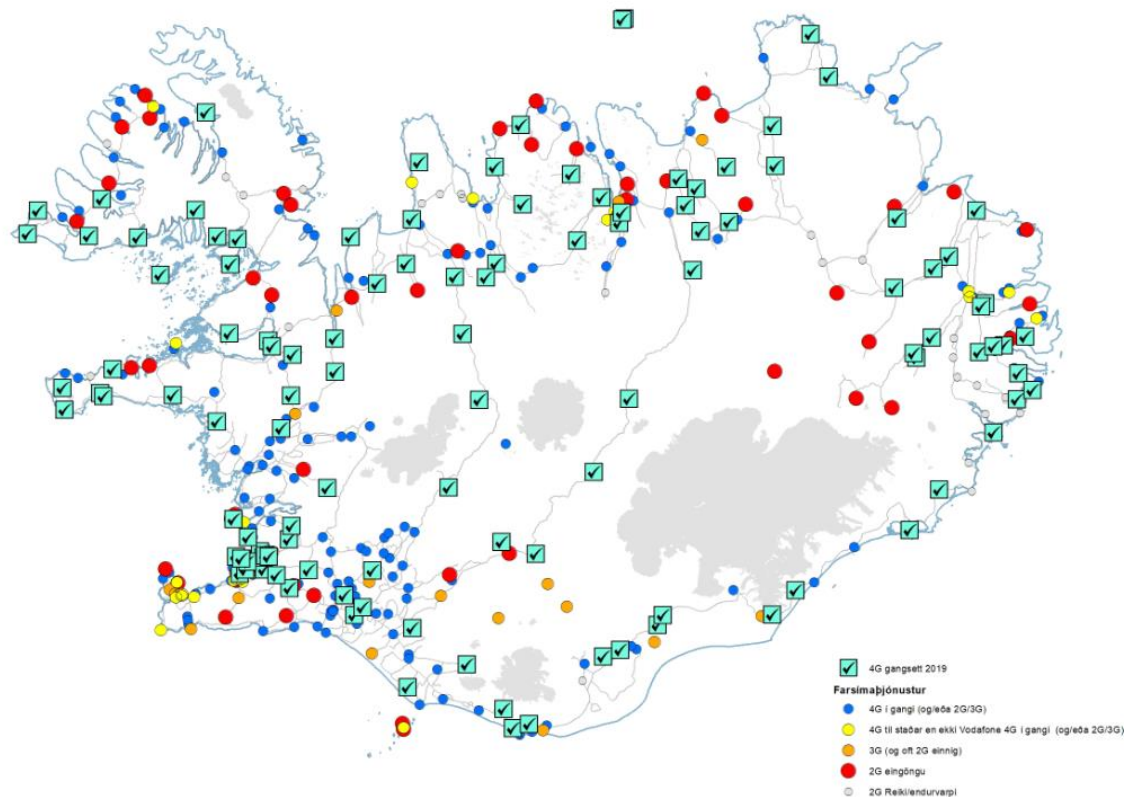 4G gangsett 2019
Farsímaþjónustur
4G í gangi (og/eða 2G/3G)
4G til staðar en ekki Vodafone 4G í gangi (og/eða 2G/3G)
3G (og oft 2G einnig)
2G eingöngu
2G Reiki/endurvarpi